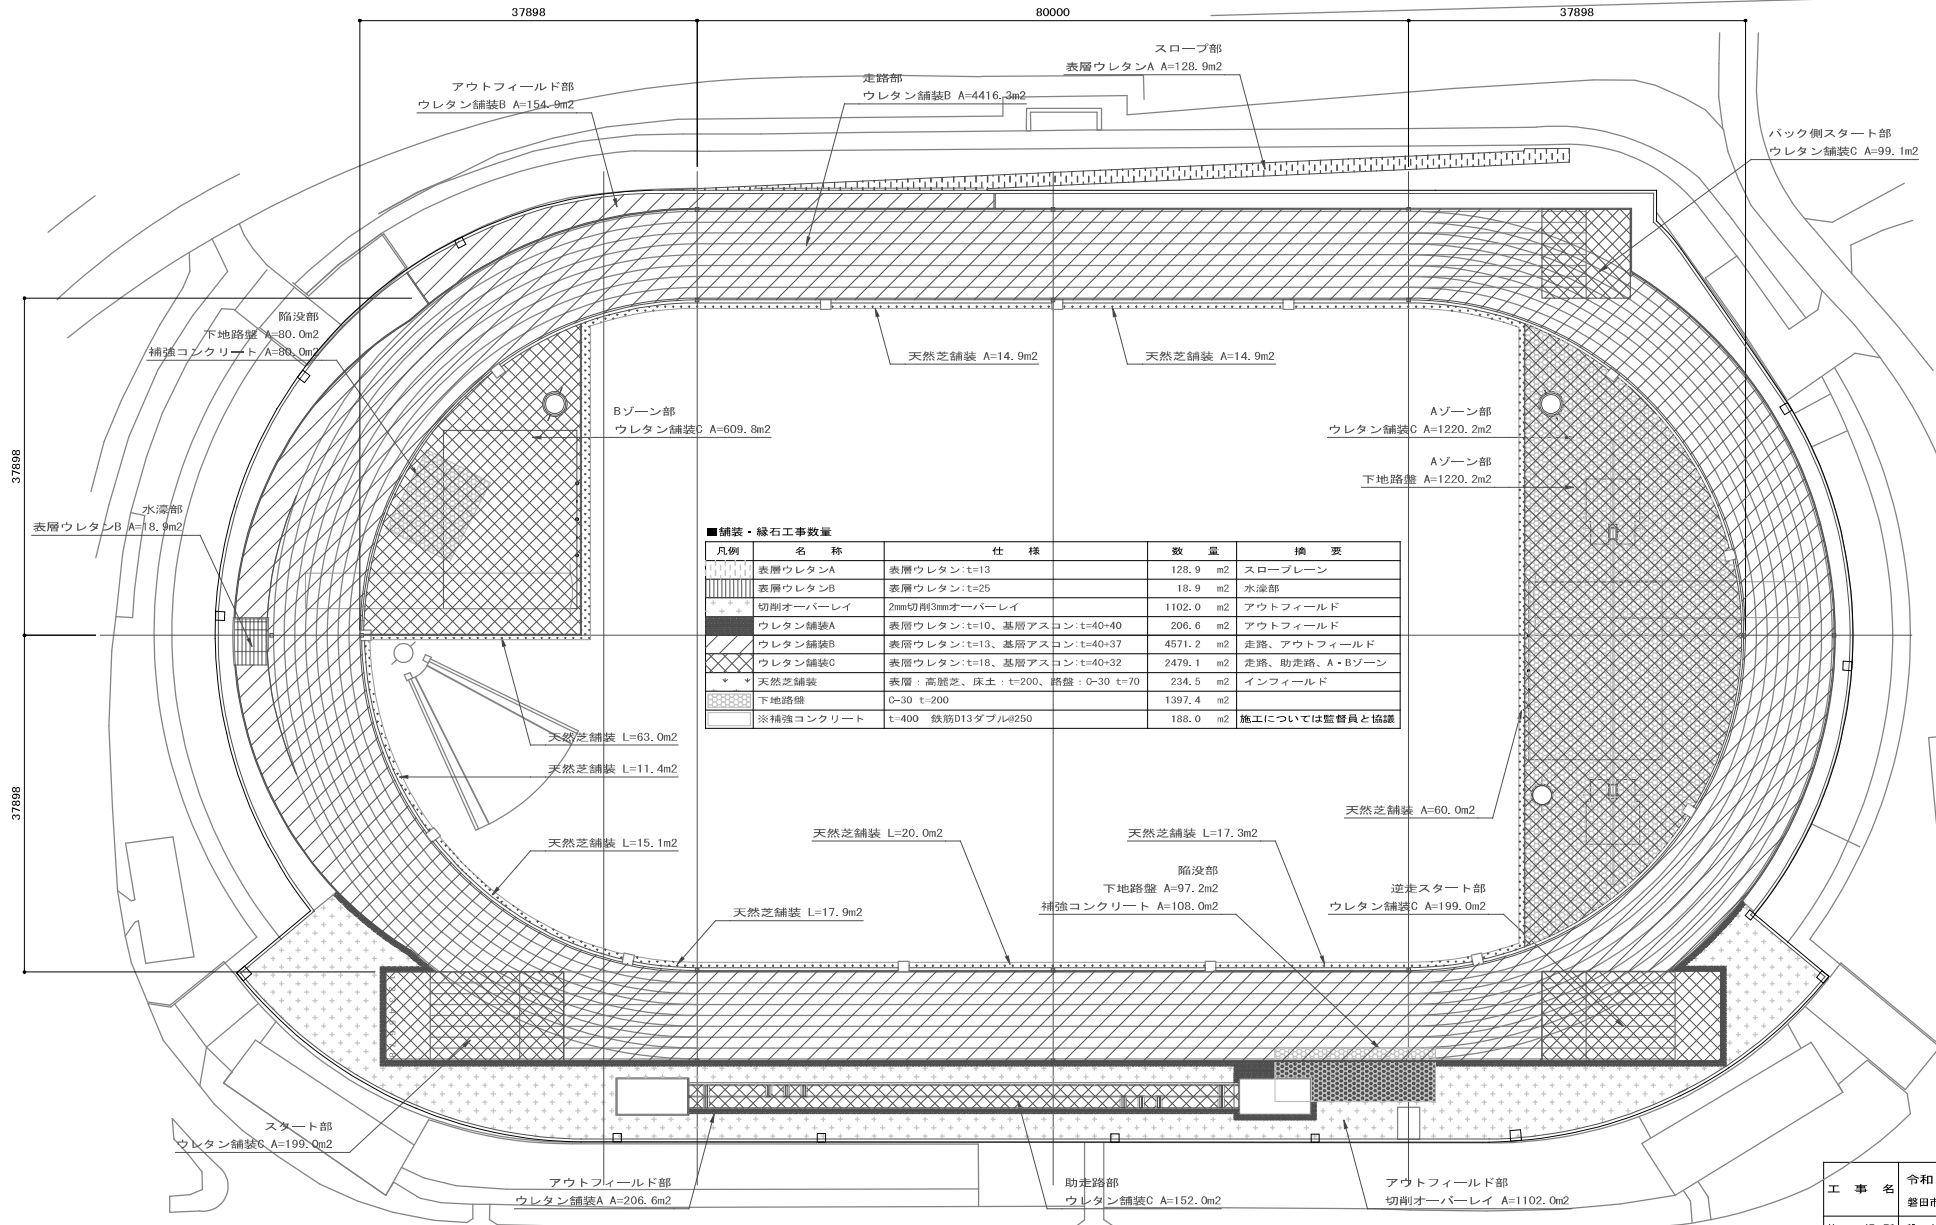 37898
80000
37898
スロープ部
表層ウレタンA A=128.9m2
アウトフィールド部
ウレタン舗装B A=154.9m2
走路部
ウレタン舗装B A=4416.3m2
バック側スタート部
ウレタン舗装C A=99.1m2
陥没部
下地路盤 A=80.0m2
補強コンクリート A=80.0m2
天然芝舗装 A=14.9m2
天然芝舗装 A=14.9m2
Bゾーン部
ウレタン舗装C A=609.8m2
Aゾーン部
ウレタン舗装C A=1220.2m2
Aゾーン部
下地路盤 A=1220.2m2
37898
水濠部
表層ウレタンB A=18.9m2
■舗装・縁石工事数量
凡例 名 称 仕 様 数 量 摘 要
表層ウレタンA 表層ウレタン:t=13 128.9 m2 スロープレーン
表層ウレタンB 表層ウレタン:t=25 18.9 m2 水濠部
切削オーバーレイ 2mm切削3mmオーバーレイ 1102.0 m2 アウトフィールド
ウレタン舗装A 表層ウレタン:t=10、基層アスコン:t=40+40 206.6 m2 アウトフィールド
ウレタン舗装B 表層ウレタン:t=13、基層アスコン:t=40+37 4571.2 m2 走路、アウトフィールド
ウレタン舗装C 表層ウレタン:t=18、基層アスコン:t=40+32 2479.1 m2 走路、助走路、A・Bゾーン
天然芝舗装 表層：高麗芝、床土：t=200、路盤：C-30 t=70 234.5 m2 インフィールド
下地路盤 C-30 t=200 1397.4 m2
※補強コンクリート t=400 鉄筋D13ダブル@250 188.0 m2 施工については監督員と協議
天然芝舗装 L=63.0m2
天然芝舗装 L=11.4m2
37898
天然芝舗装 A=60.0m2
天然芝舗装 L=15.1m2
天然芝舗装 L=20.0m2
天然芝舗装 L=17.3m2
陥没部
下地路盤 A=97.2m2
補強コンクリート A=108.0m2
逆走スタート部
ウレタン舗装C A=199.0m2
天然芝舗装 L=17.9m2
スタート部
ウレタン舗装C A=199.0m2
アウトフィールド部
ウレタン舗装A A=206.6m2
助走路部
ウレタン舗装C A=152.0m2
アウトフィールド部
切削オーバーレイ A=1102.0m2
工 事 名
令和
磐田市